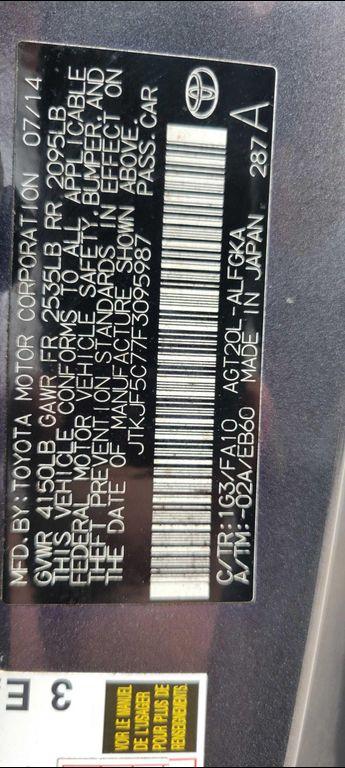 MFD.BY:TOYOTA MOTOR CORPORATION 07/14
GVWR 4150LB GAWR FR 2535LB RR 2095LB
THIS VEHICLE CONFORMS TO ALL APPLICABLE
FEDERAL MOTOR VEHICLE SAFETY, BUMPER, AND
THEFT PREVENTION STANDARDS IN EFFECT ON
THE DATE OF MANUFACTURE SHOWN ABOVE.
JTKJF5C77F3095987 PASS.CAR
C/TR:1G3/FA10 AGT20L-ALFGKA
A/TM:-02A/EB60 MADE IN JAPAN 287 A
3 E
VOIR LE MANUEL
DE L'USAGER
POUR PLUS DE
RENSEIGNEMENTS